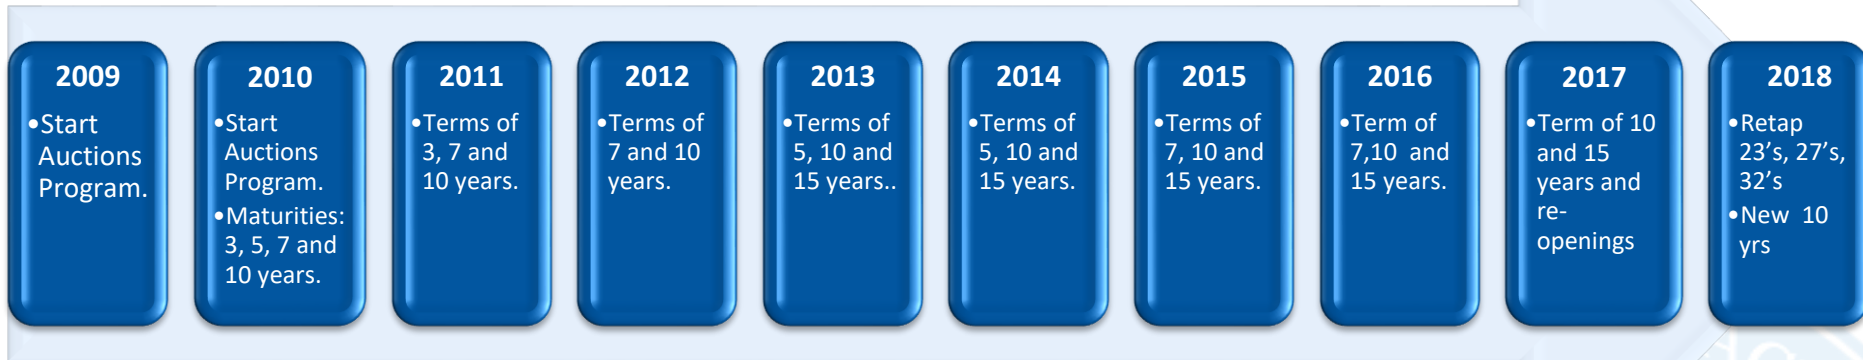 2009
•Start
Auctions
Program.
2010
•Start
Auctions
Program.
•Maturities:
3, 5, 7 and
10 years.
2011
•Terms of
3, 7 and
10 years.
2012
•Terms of
7 and 10
years.
2013
•Terms of
5, 10 and
15 years..
2014
•Terms of
5, 10 and
15 years.
2015
•Terms of
7, 10 and
15 years.
2016
•Term of
7,10 and
15 years.
2017
•Term of 10
and 15
years and
re-
openings
2018
•Retap
23’s, 27’s,
32’s
•New 10
yrs